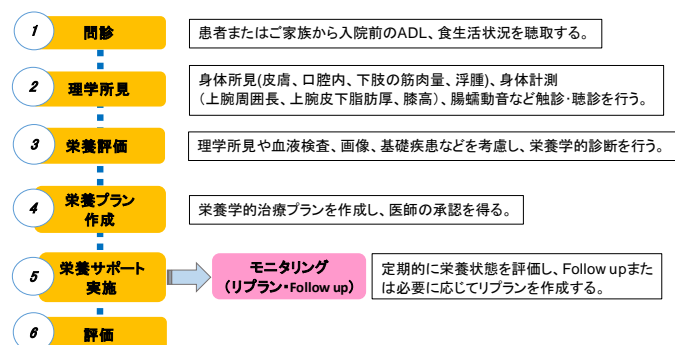 1
問診
患者またはご家族から入院前のADL、食生活状況を聴取する。
2
理学所見
身体所見(皮膚、口腔内、下肢の筋肉量、浮腫)、身体計測
（上腕周囲長、上腕皮下脂肪厚、膝高）、腸蠕動音など触診・聴診を行う。
3
栄養評価
理学所見や血液検査、画像、基礎疾患などを考慮し、栄養学的診断を行う。
4
栄養プラン
作成
栄養学的治療プランを作成し、医師の承認を得る。
5
栄養サポート
実施
モニタリング
（リプラン・Follow up）
定期的に栄養状態を評価し、Follow upまた
は必要に応じてリプランを作成する。
6
評価